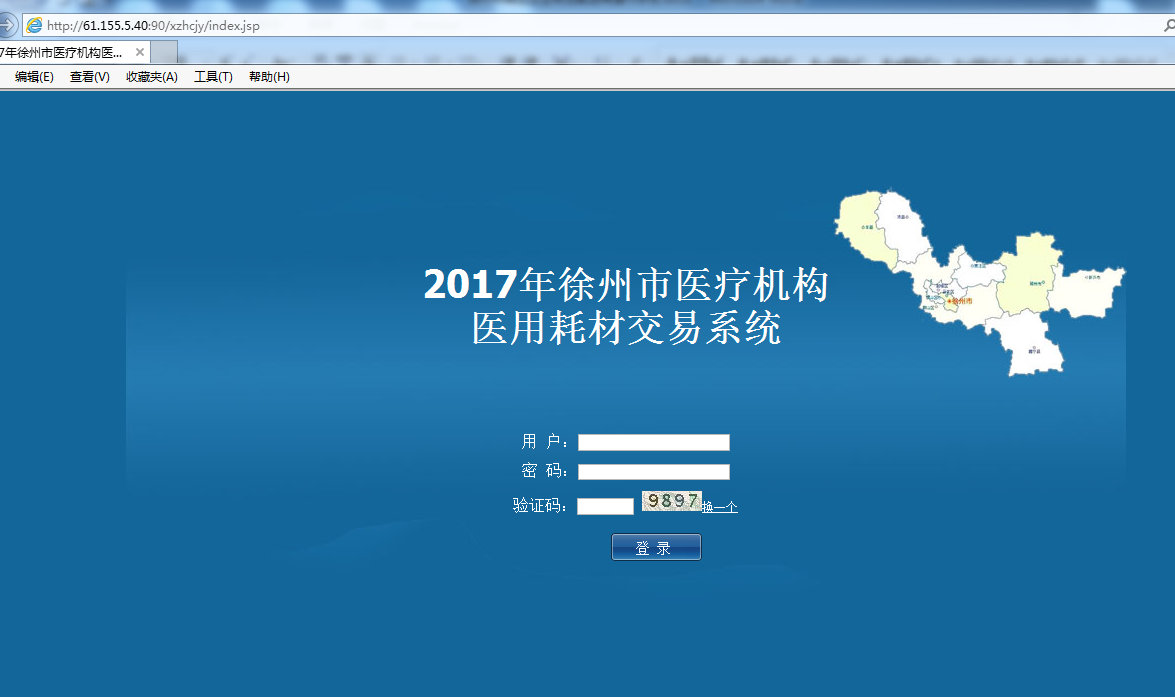 http://61.155.5.40:90/xzhcjy/index.jsp
7年徐州市医疗机构医...
编辑(E) 查看(V) 收藏夹(A) 工具(T) 帮助(H)
2017年徐州市医疗机构
医用耗材交易系统
徐州市
用 户：
密 码：
验证码： 9897 换一个
登 录